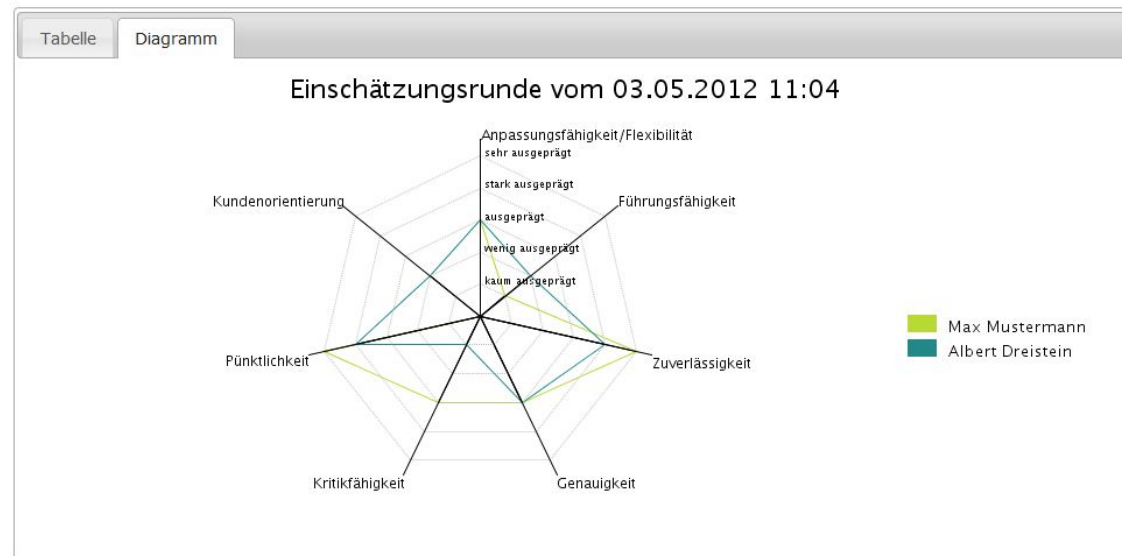 Tabelle
Diagramm
Einschätzungsrunde vom 03.05.2012 11:04
Anpassungsfähigkeit/Flexibilität
sehr ausgeprägt
stark ausgeprägt
Kundenorientierung
Führungsfähigkeit
ausgeprägt
wenig ausgeprägt
kaum ausgeprägt
Max Mustermann
Albert Dreistein
Pünktlichkeit
Zuverlässigkeit
Kritikfähigkeit
Genauigkeit